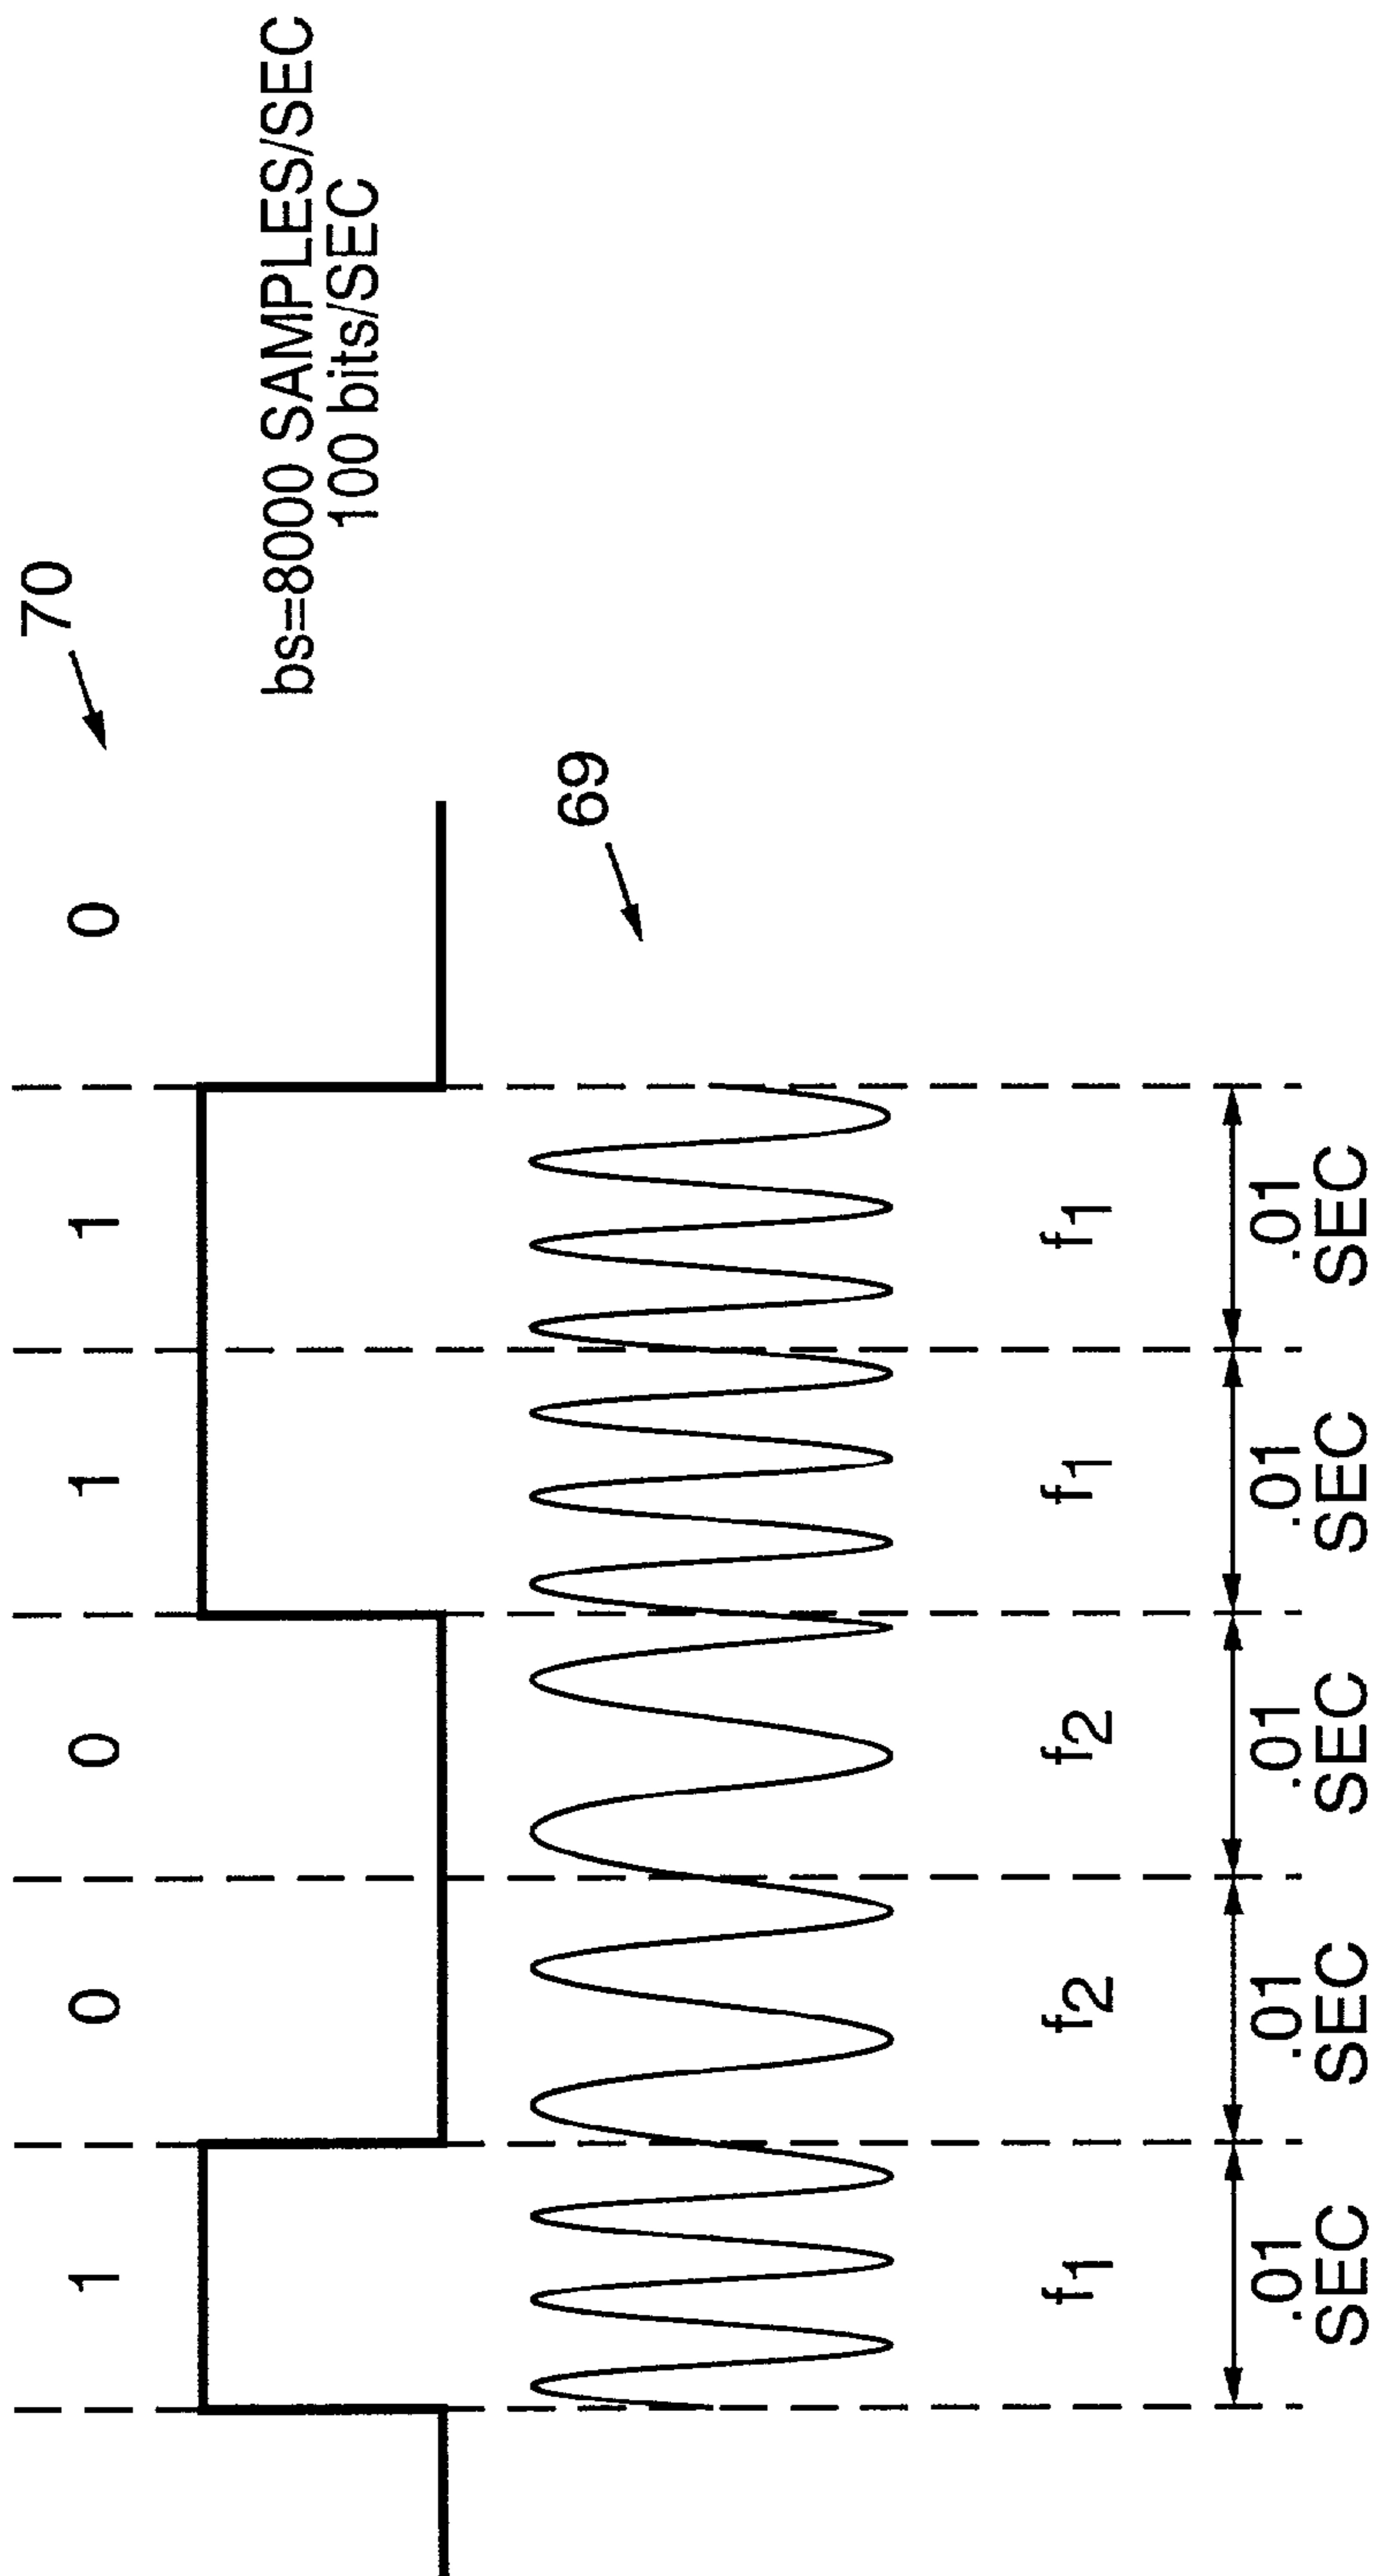 70
1 0 0 1 1 0
bs=8000 SAMPLES/SEC
100 bits/SEC
69
f1 f2 f2 f1 f1
.01 .01 .01 .01 .01
SEC SEC SEC SEC SEC